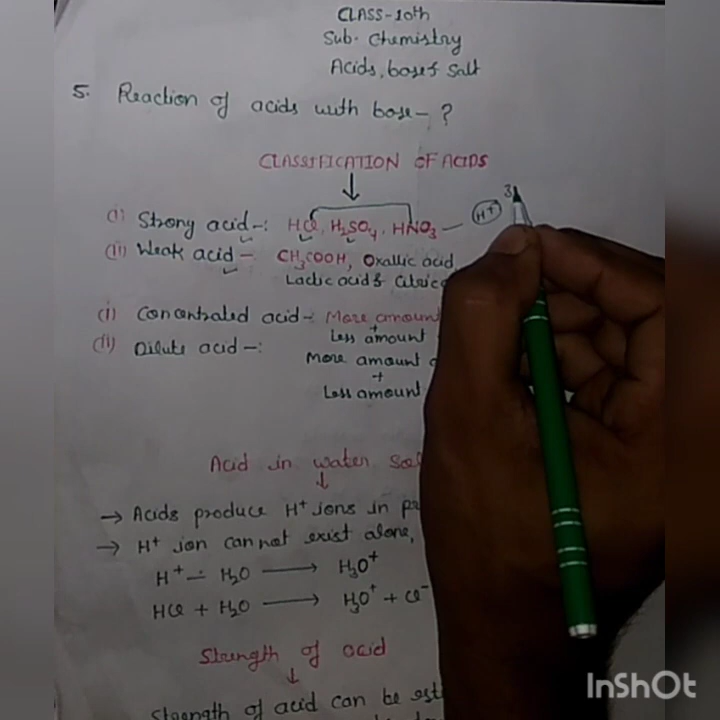 CLASS-10th
Sub. Chemistry
Acids, base & Salt
5. Reaction of acids with base- ?
CLASSIFICATION OF ACIDS
(i) Strong acid-: HCl, H2SO4, HNO3 — H+ 3
(ii) Weak acid - CH3COOH, Oxallic acid
Lactic acid &
(i) Concentrated acid-: More amount
+
Less amount
(ii) Dilute acid -: More amount
+
Less amount
Acid in water
↓
→ Acids produce H+ ions in
→ H+ ion can not exist alone,
H+ — H2O → H3O+
HCl + H2O → H3O+ + Cl-
Strength of acid
↓
Strength of acid can be
InShOt